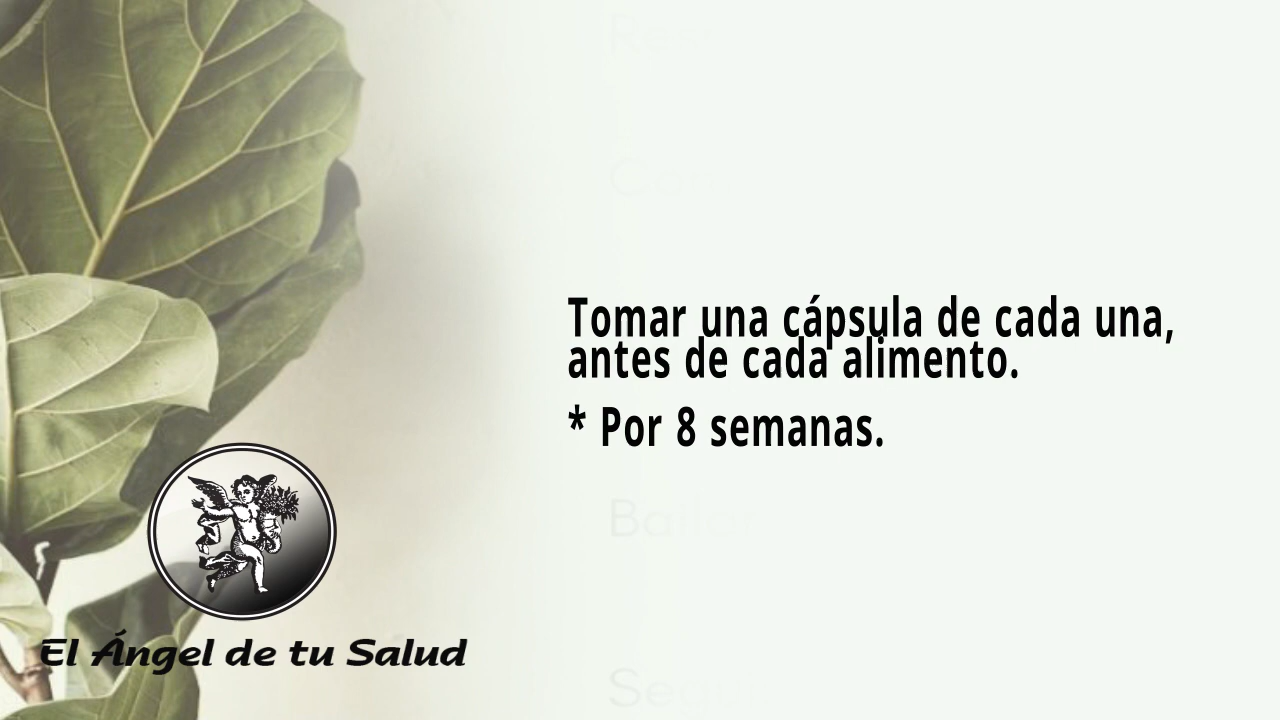 Tomar una cápsula de cada una,
antes de cada alimento.
* Por 8 semanas.
El Ángel de tu Salud